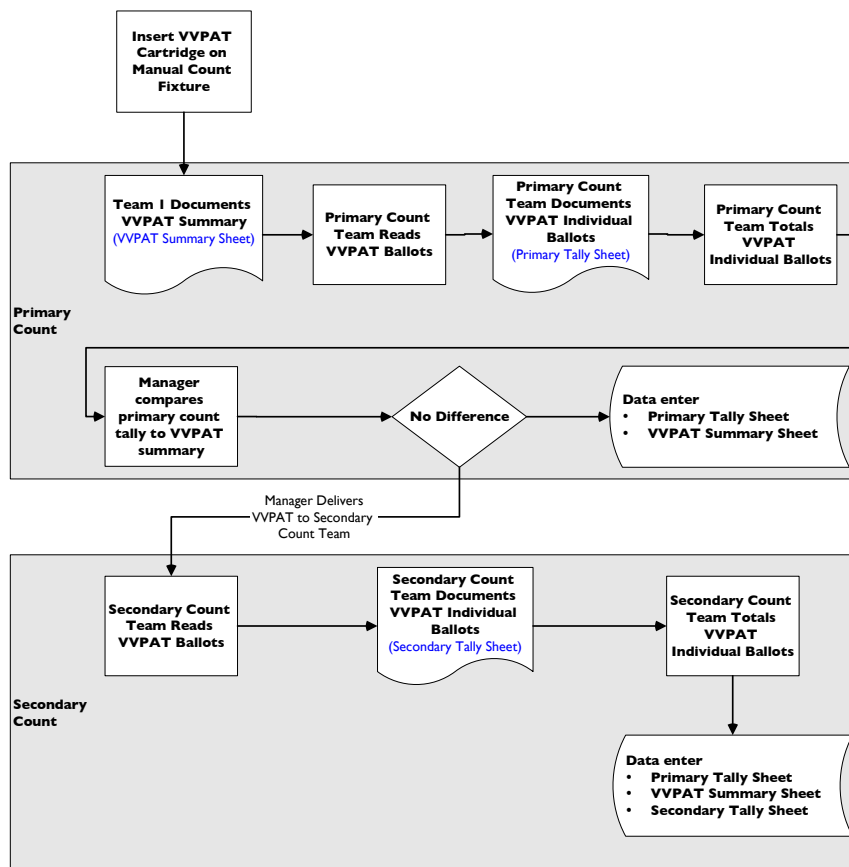 Insert VVPAT
Cartridge on
Manual Count
Fixture
Team 1 Documents
VVPAT Summary
(VVPAT Summary Sheet)
Primary Count
Team Reads
VVPAT Ballots
Primary Count
Team Documents
VVPAT Individual
Ballots
(Primary Tally Sheet)
Primary Count
Team Totals
VVPAT
Individual Ballots
Primary
Count
Manager
compares
primary count
tally to VVPAT
summary
No Difference
Data enter
• Primary Tally Sheet
• VVPAT Summary Sheet
Manager Delivers
VVPAT to Secondary
Count Team
Secondary Count
Team Reads
VVPAT Ballots
Secondary Count
Team Documents
VVPAT Individual
Ballots
(Secondary Tally Sheet)
Secondary Count
Team Totals
VVPAT
Individual Ballots
Secondary
Count
Data enter
• Primary Tally Sheet
• VVPAT Summary Sheet
• Secondary Tally Sheet